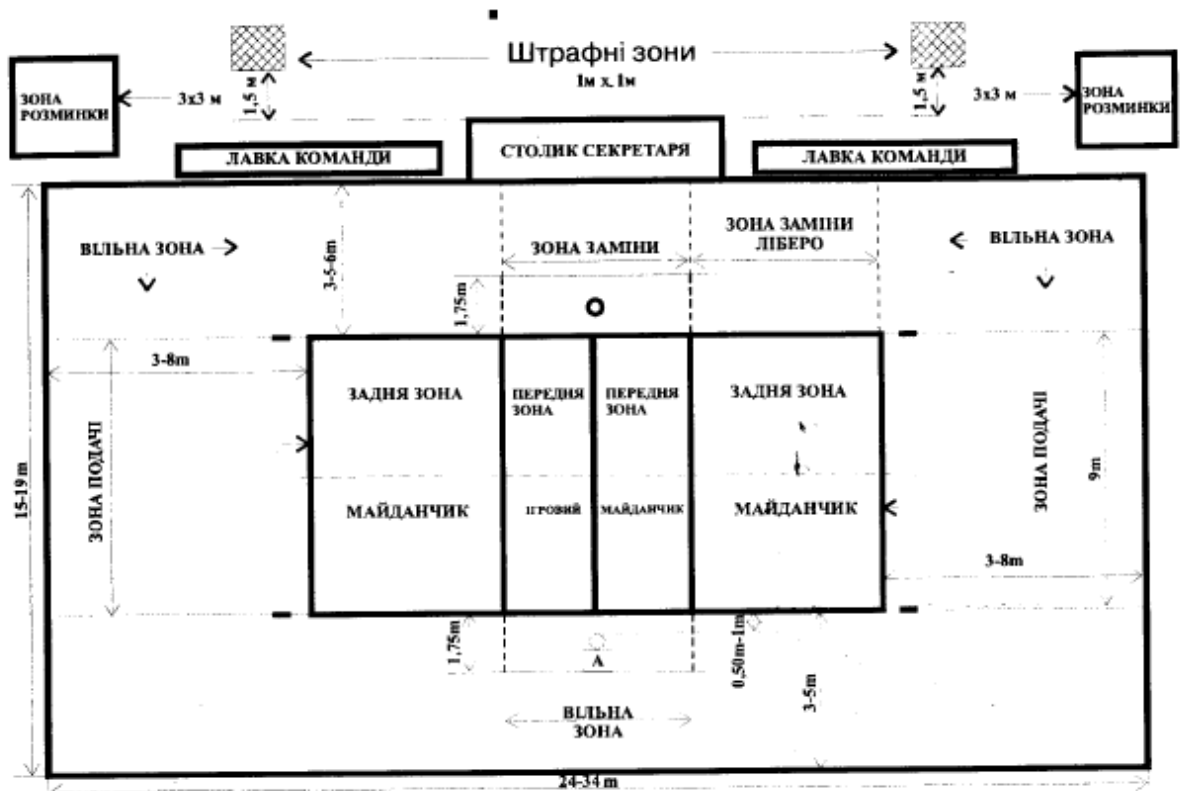 Штрафні зони
1м х. 1м
ЗОНА
РОЗМИНКИ
3х3 м
1,5 м
1,5 м
3х3 м
ЗОНА
РОЗМИНКИ
ЛАВКА КОМАНДИ
СТОЛИК СЕКРЕТАРЯ
ЛАВКА КОМАНДИ
ВІЛЬНА ЗОНА
3-5-6m
ЗОНА ЗАМІНИ
ЗОНА ЗАМІНИ
ЛІБЕРО
ВІЛЬНА ЗОНА
1,75m
3-8m
ЗАДНЯ ЗОНА
ПЕРЕДНЯ
ЗОНА
ПЕРЕДНЯ
ЗОНА
ЗАДНЯ ЗОНА
15-19 m
ЗОНА ПОДАЧІ
9m
ЗОНА ПОДАЧІ
МАЙДАНЧИК
ІГРОВИЙ
МАЙДАНЧИК
МАЙДАНЧИК
3-8m
1,75m
А
0,50m-1m
3-5m
ВІЛЬНА
ЗОНА
24-34 m